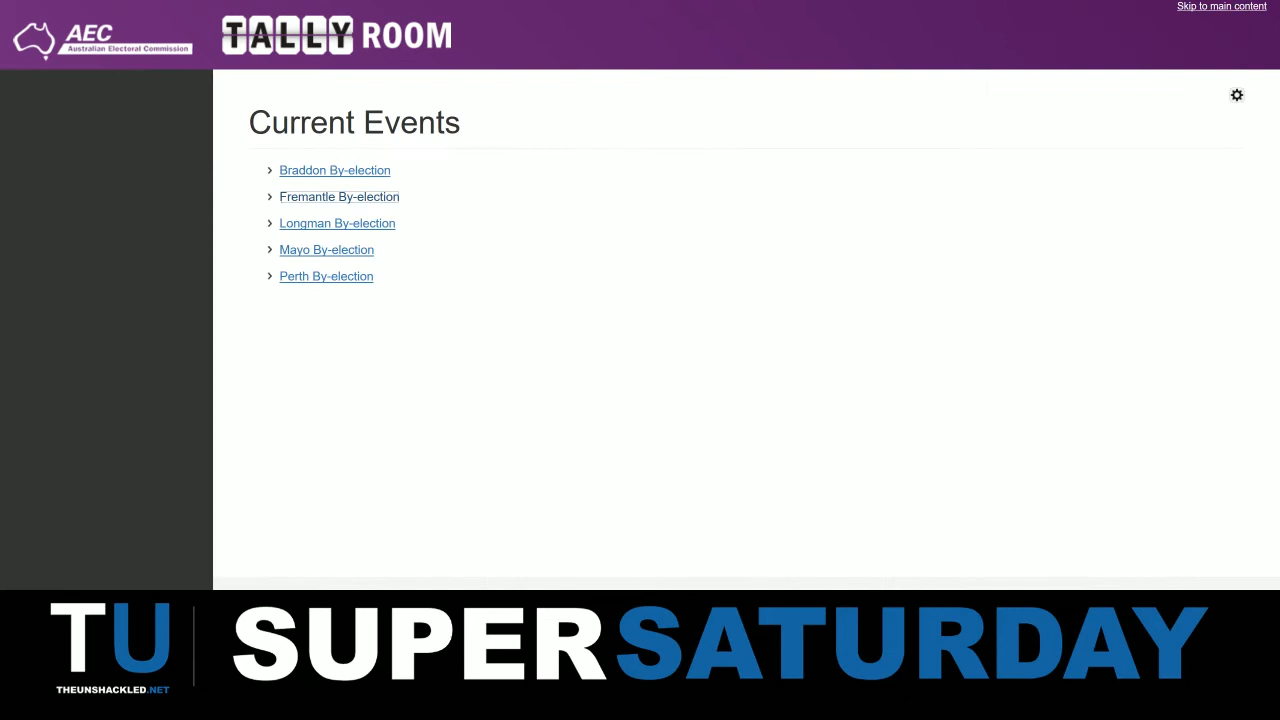 Skip to main content
AEC
Australian Electoral Commission
TALLY ROOM
Current Events
Braddon By-election
Fremantle By-election
Longman By-election
Mayo By-election
Perth By-election
TU
THEUNSHACKLED.NET
SUPERSATURDAY